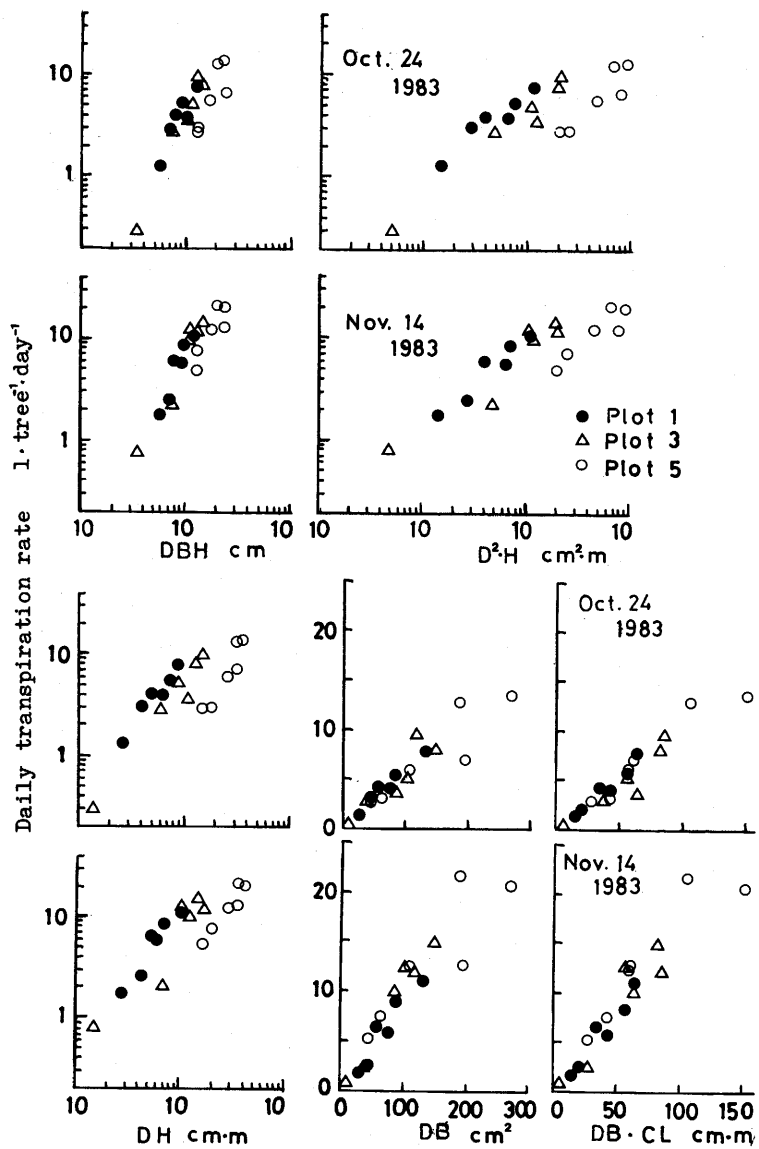 Daily transpiration rate l·tree⁻¹·day⁻¹
10
1
Oct. 24
1983
10
1
Nov. 14
1983
● Plot 1
△ Plot 3
○ Plot 5
10 10 10
DBH cm
10 10 10 10
D²·H cm²·m
10
1
20
10
0
Oct. 24
1983
10
1
20
10
0
Nov. 14
1983
10 10 10
DH cm·m
0 100 200 300
D·B cm²
0 50 100 150
DB·CL cm·m